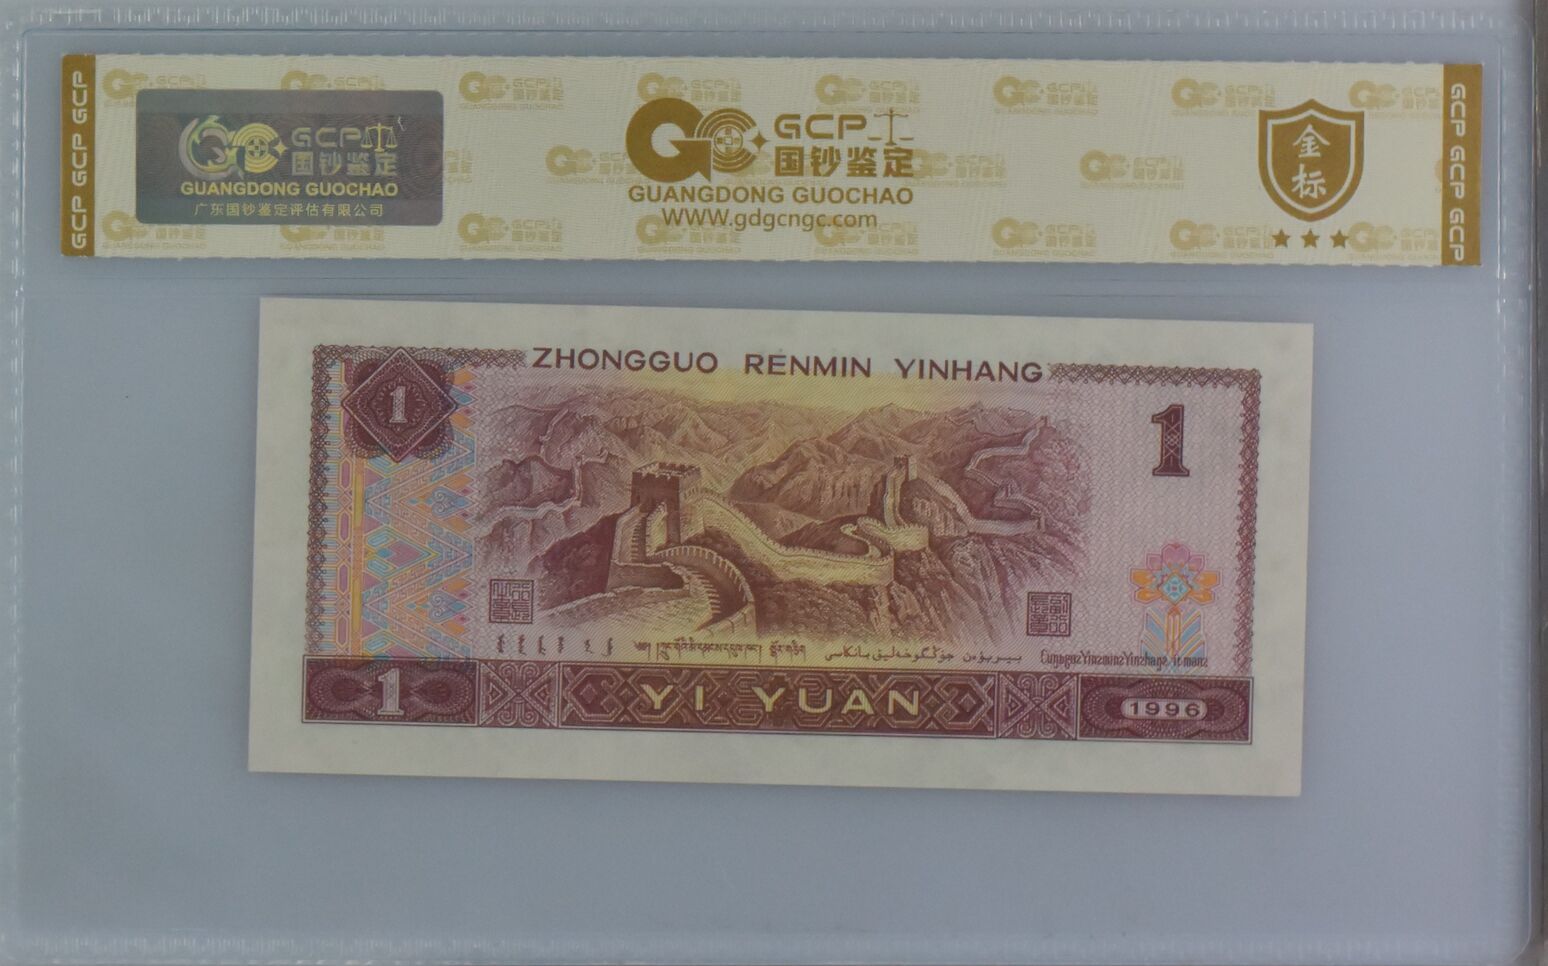 GCP GCP GCP
GCP 国钞鉴定
GUANGDONG GUOCHAO
广东国钞鉴定评估有限公司
GCP 国钞鉴定
GUANGDONG GUOCHAO
WWW.gdgcngc.com
金标
GCP GCP GCP
ZHONGGUO RENMIN YINHANG
1
1
1
YI YUAN
1996